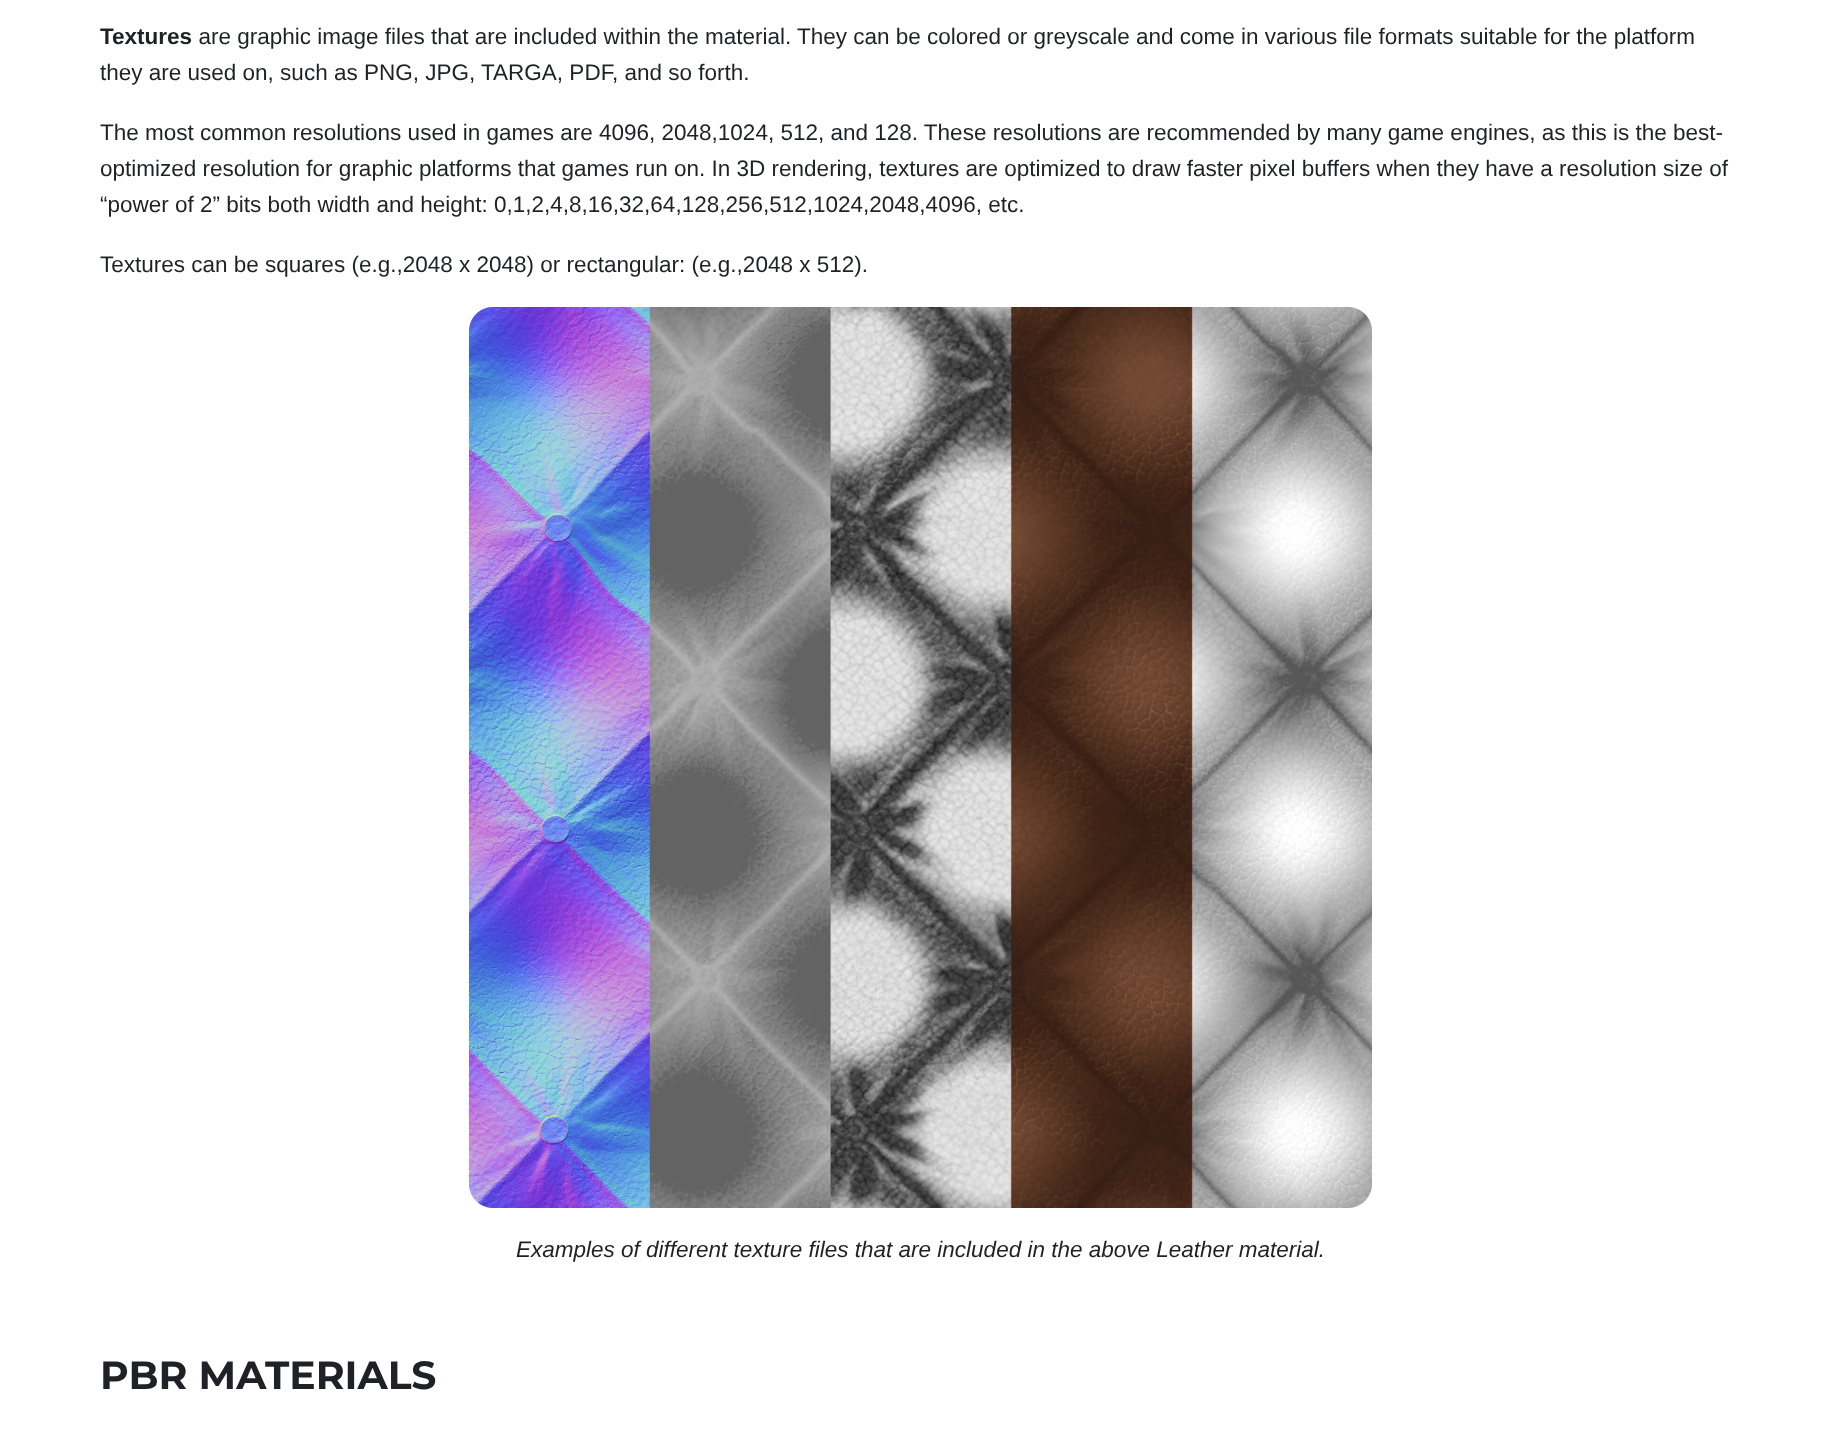 Textures are graphic image files that are included within the material. They can be colored or greyscale and come in various file formats suitable for the platform
they are used on, such as PNG, JPG, TARGA, PDF, and so forth.
The most common resolutions used in games are 4096, 2048,1024, 512, and 128. These resolutions are recommended by many game engines, as this is the best-
optimized resolution for graphic platforms that games run on. In 3D rendering, textures are optimized to draw faster pixel buffers when they have a resolution size of
“power of 2” bits both width and height: 0,1,2,4,8,16,32,64,128,256,512,1024,2048,4096, etc.
Textures can be squares (e.g.,2048 x 2048) or rectangular: (e.g.,2048 x 512).
Examples of different texture files that are included in the above Leather material.
PBR MATERIALS